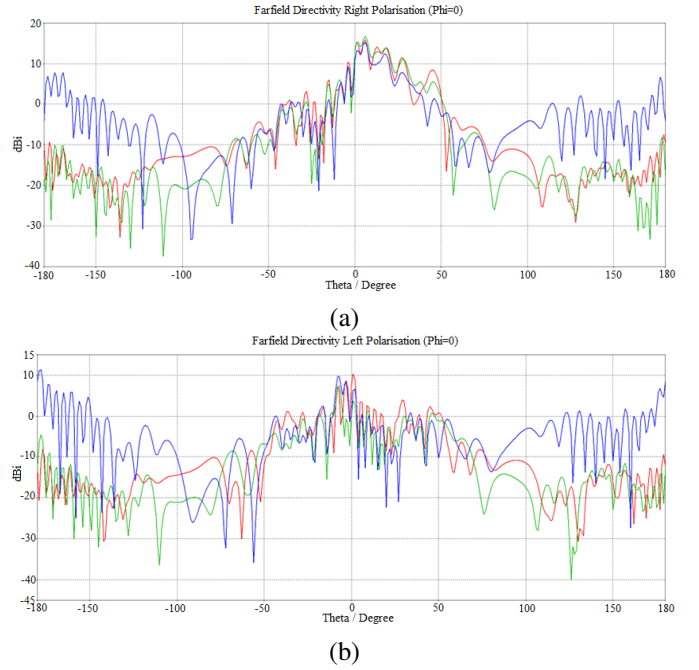 Farfield Directivity Right Polarisation (Phi=0)
20
10
0
-10
-20
-30
-40
dBi
-180 -150 -100 -50 0 50 100 150 180
Theta / Degree
(a)
Farfield Directivity Left Polarisation (Phi=0)
15
10
0
-10
-20
-30
-40
-45
dBi
-180 -150 -100 -50 0 50 100 150 180
Theta / Degree
(b)